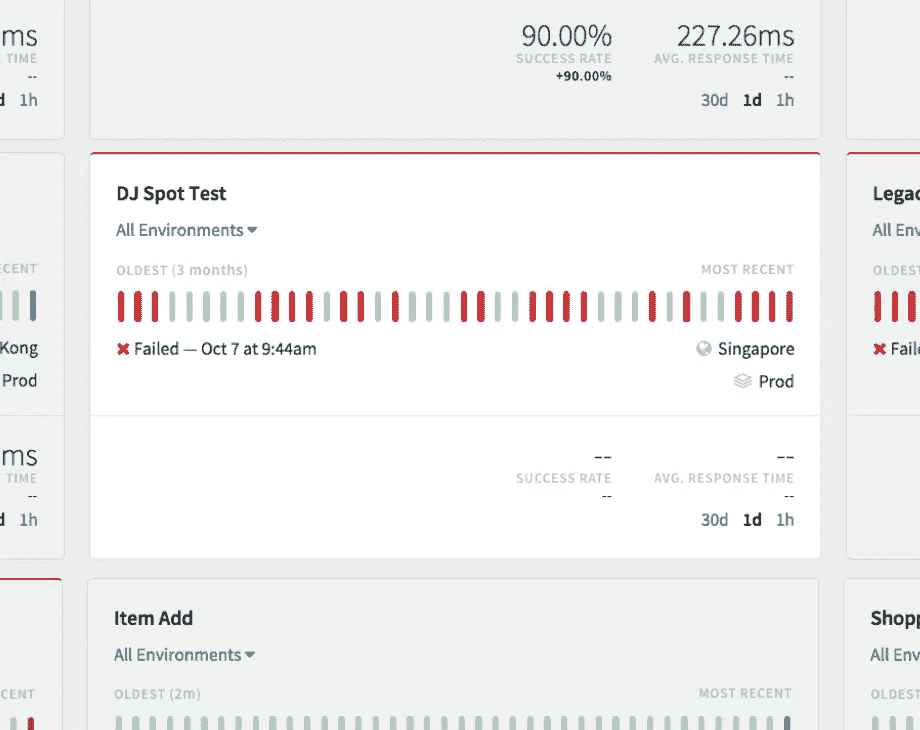 ms 90.00% 227.26ms
TIME SUCCESS RATE AVG. RESPONSE TIME
-- +90.00% --
d 1h 30d 1d 1h
DJ Spot Test Legac
All Environments All Env
CENT OLDEST (3 months) MOST RECENT OLDEST
Kong Failed — Oct 7 at 9:44am Singapore Faile
Prod Prod
ms -- --
TIME SUCCESS RATE AVG. RESPONSE TIME
-- -- --
d 1h 30d 1d 1h
Item Add Shopp
All Environments All Env
CENT OLDEST (2m) MOST RECENT OLDEST